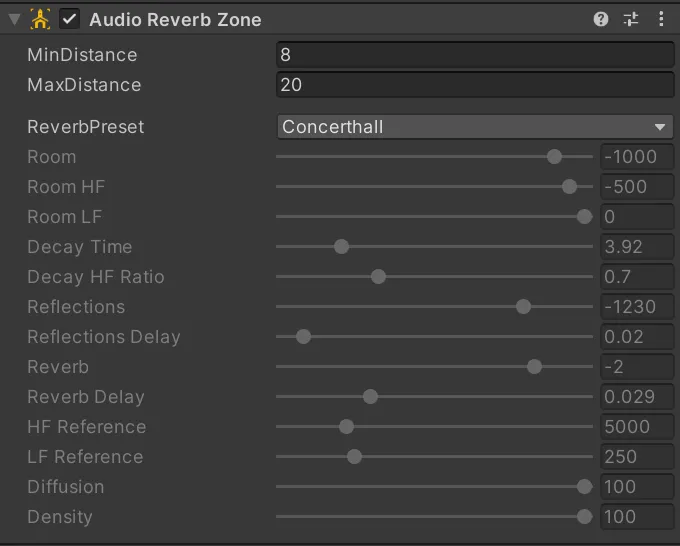 Audio Reverb Zone
MinDistance 8
MaxDistance 20
ReverbPreset Concerthall
Room -1000
Room HF -500
Room LF 0
Decay Time 3.92
Decay HF Ratio 0.7
Reflections -1230
Reflections Delay 0.02
Reverb -2
Reverb Delay 0.029
HF Reference 5000
LF Reference 250
Diffusion 100
Density 100